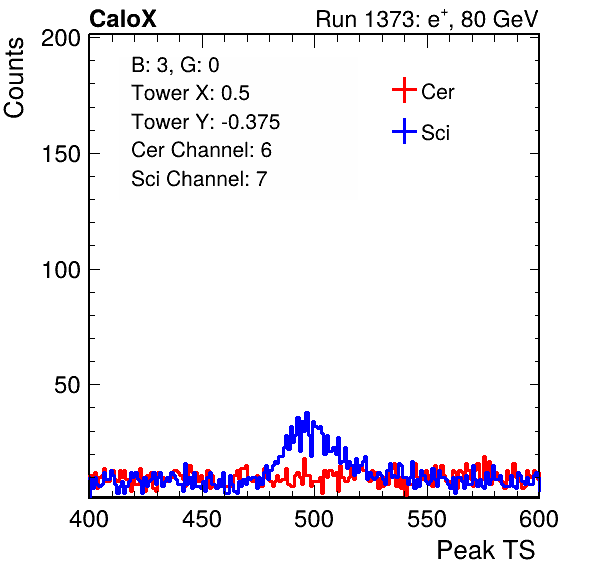 CaloX Run 1373: e⁺, 80 GeV
Counts
200
150
100
50
B: 3, G: 0
Tower X: 0.5
Tower Y: -0.375
Cer Channel: 6
Sci Channel: 7
Cer
Sci
400 450 500 550 600
Peak TS